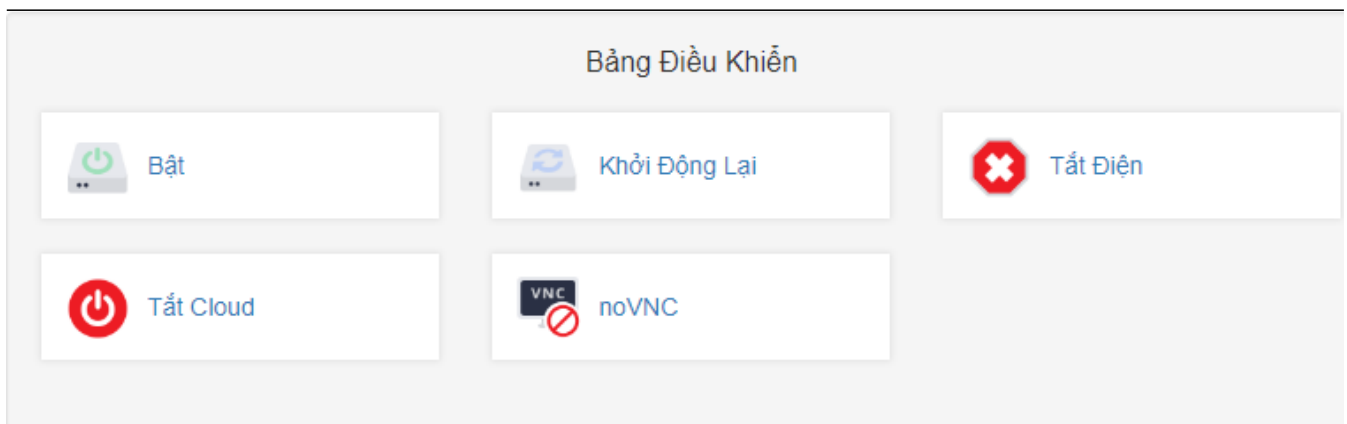 Bảng Điều Khiển
Bật
Khởi Động Lại
Tắt Điện
Tắt Cloud
VNC
noVNC